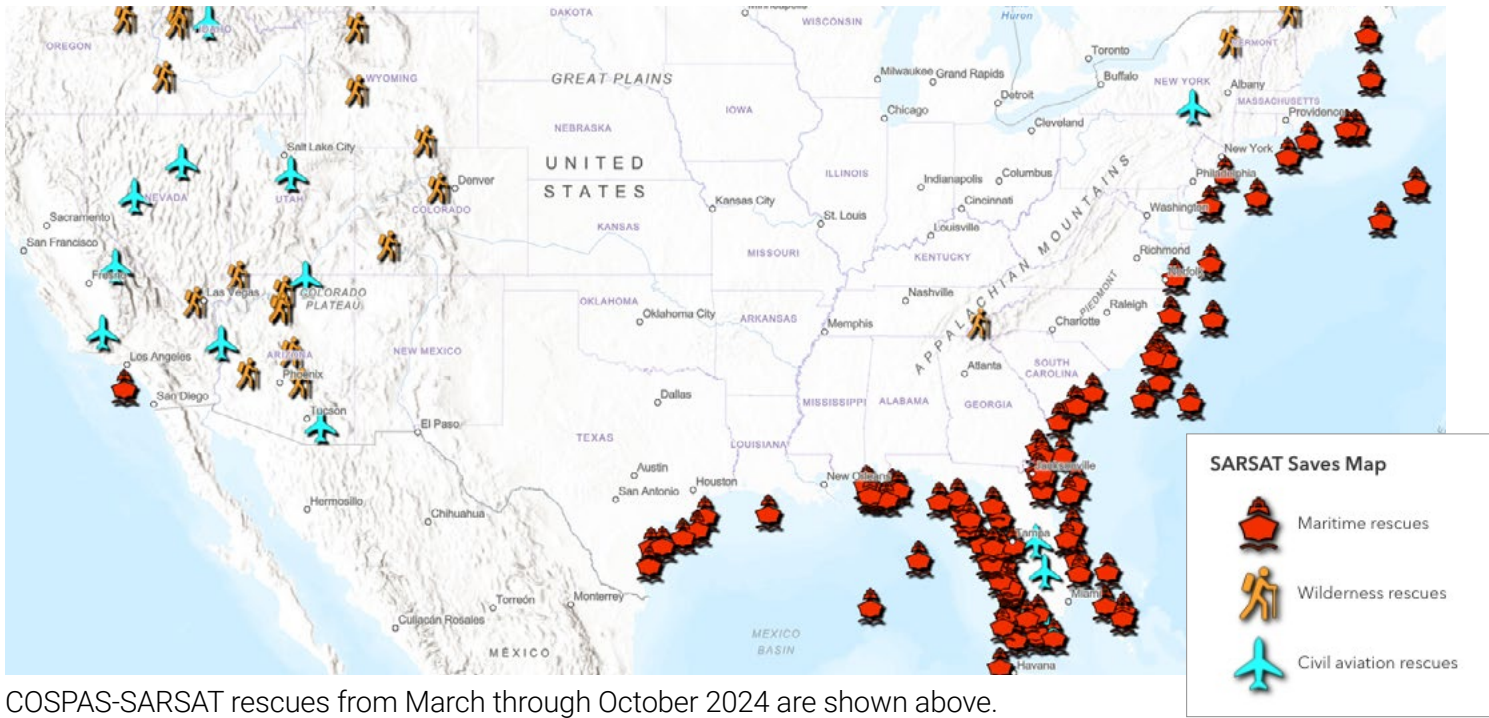 DAKOTA
Minneapolis
WISCONSIN
Huron
OREGON
IDAHO
VERMONT
Toronto
WYOMING
GREAT PLAINS
Milwaukee
Grand Rapids
Buffalo
NEW YORK
Albany
Detroit
MASSACHUSETTS
IOWA
Chicago
Cleveland
Providence
NEBRASKA
Salt Lake City
New York
UNITED
STATES
Denver
ILLINOIS
Indianapolis
Columbus
Philadelphia
NEVADA
UTAH
COLORADO
Kansas City
Cincinnati
Washington
Sacramento
St. Louis
San Francisco
KANSAS
Louisville
MISSOURI
KENTUCKY
Richmond
Fresno
Norfolk
APPALACHIAN MOUNTAINS
Las Vegas
COLORADO
PLATEAU
OKLAHOMA
Nashville
PIEDMONT
Raleigh
Oklahoma City
ARKANSAS
Memphis
Charlotte
Los Angeles
ARIZONA
NEW MEXICO
Atlanta
SOUTH
CAROLINA
Phoenix
San Diego
Dallas
MISSISSIPPI
ALABAMA
GEORGIA
Tucson
El Paso
TEXAS
LOUISIANA
Jacksonville
Austin
New Orleans
San Antonio
Houston
Hermosillo
Chihuahua
Tampa
Torreón
Monterrey
Miami
Culiacán Rosales
MÉXICO
MEXICO
BASIN
Havana
SARSAT Saves Map
Maritime rescues
Wilderness rescues
Civil aviation rescues
COSPAS-SARSAT rescues from March through October 2024 are shown above.